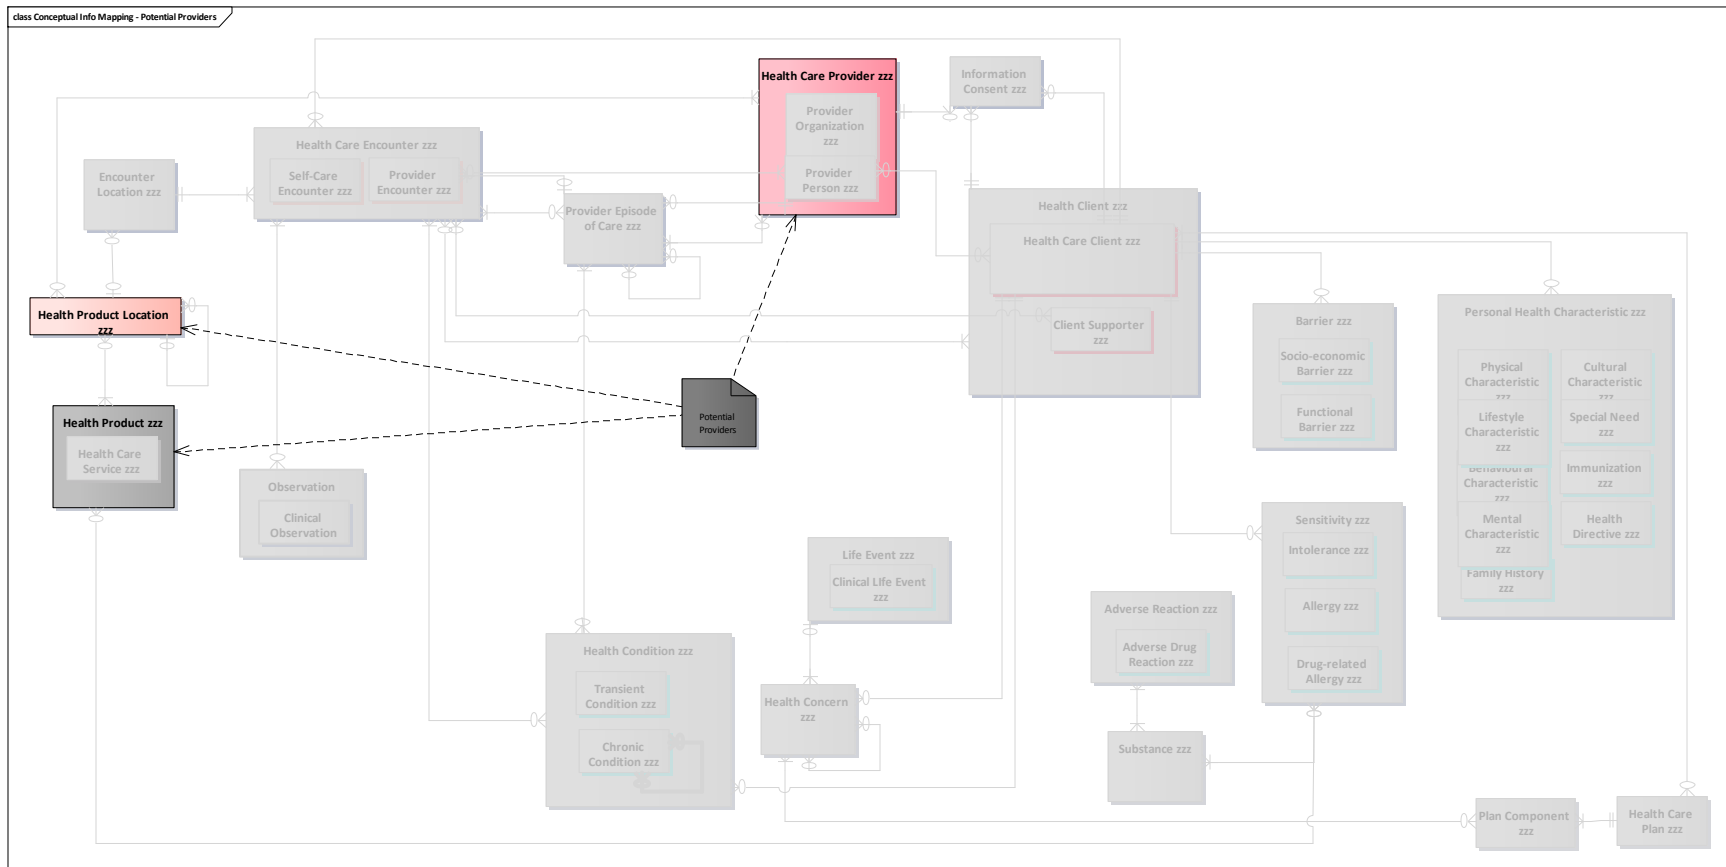 class Conceptual Info Mapping - Potential Providers
Health Care Provider zzz
Provider
Organization
zzz
Provider
Person zzz
Information
Consent zzz
Health Care Encounter zzz
Self-Care
Encounter zzz
Provider
Encounter zzz
Encounter
Location zzz
Provider Episode
of Care zzz
Health Client zzz
Health Care Client zzz
Client Supporter
zzz
Health Product Location
zzz
Barrier zzz
Socio-economic
Barrier zzz
Functional
Barrier zzz
Personal Health Characteristic zzz
Physical
Characteristic
Cultural
Characteristic
Lifestyle
Characteristic
zzz
Special Need
zzz
Behavioural
Characteristic
zzz
Immunization
zzz
Mental
Characteristic
zzz
Health
Directive zzz
Family History
zzz
Potential
Providers
Health Product zzz
Health Care
Service zzz
Observation
Clinical
Observation
Sensitivity zzz
Intolerance zzz
Allergy zzz
Drug-related
Allergy zzz
Life Event zzz
Clinical LIfe Event
zzz
Adverse Reaction zzz
Adverse Drug
Reaction zzz
Health Condition zzz
Transient
Condition zzz
Chronic
Condition zzz
Health Concern
zzz
Substance zzz
Plan Component
zzz
Health Care
Plan zzz